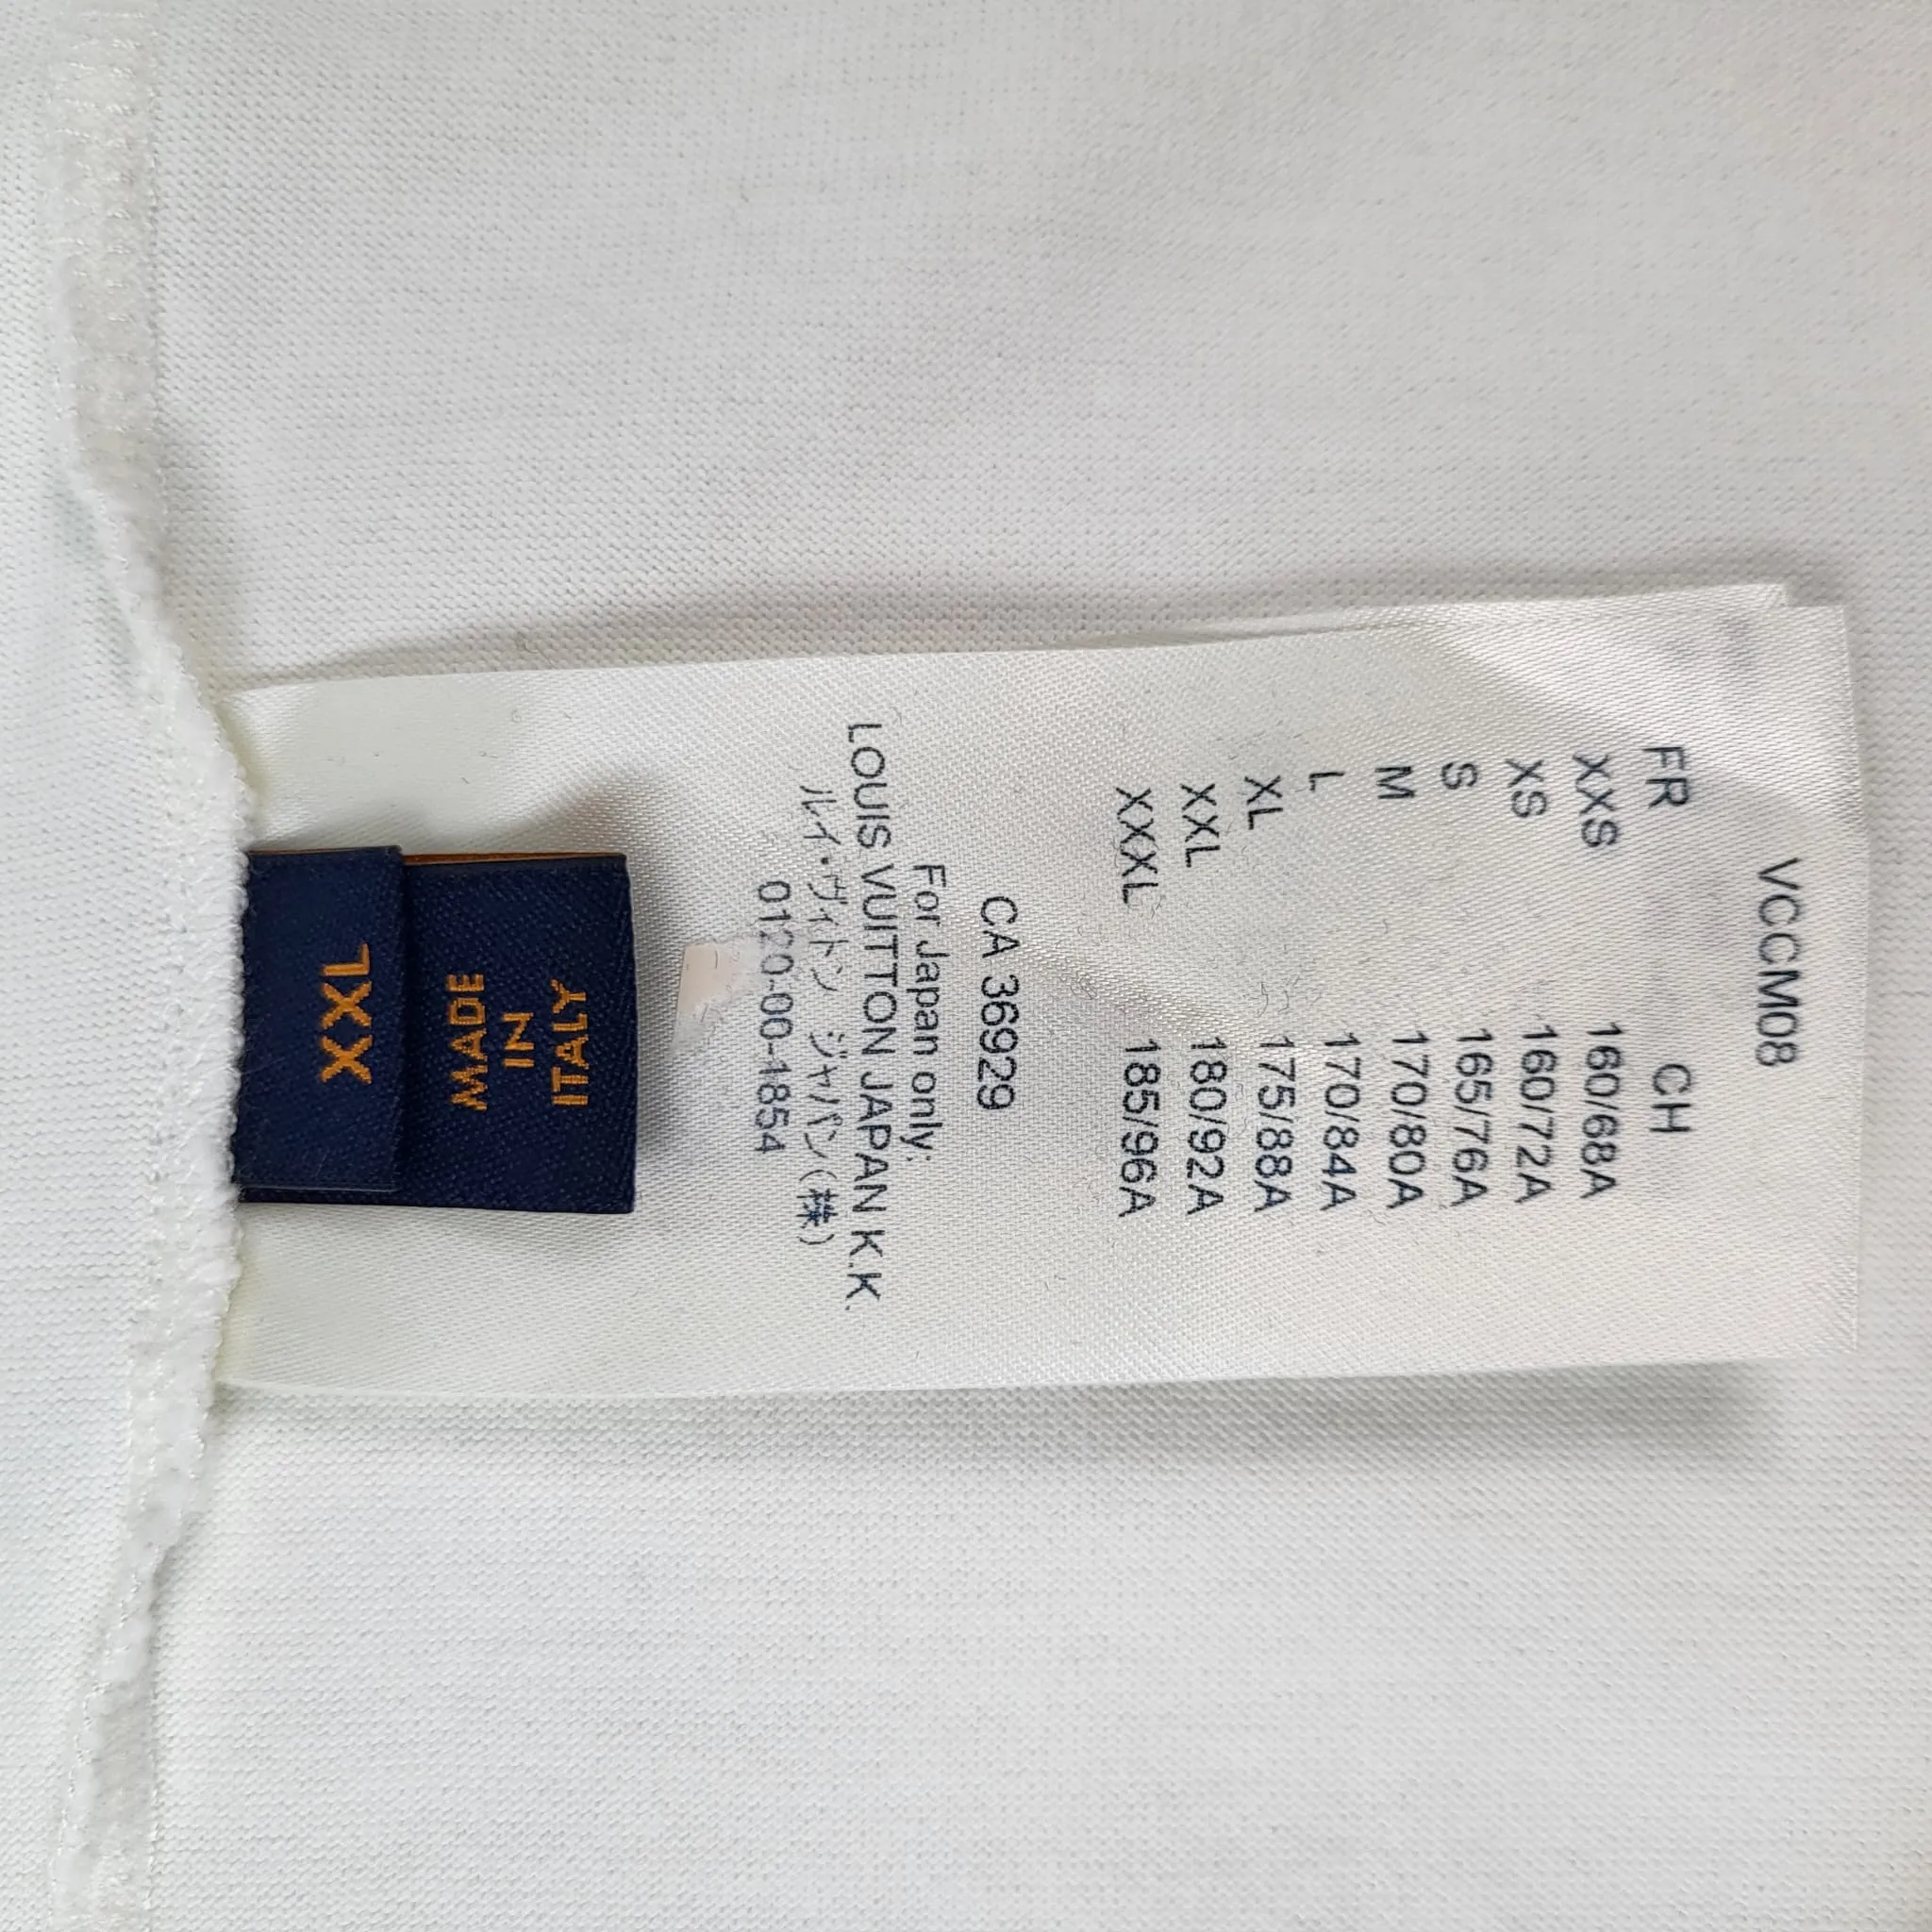 XXL
MADE
IN
ITALY
VCCM08
FR CH
XXS 160/68A
XS 160/72A
S 165/76A
M 170/80A
L 170/84A
XL 175/88A
XXL 180/92A
XXXL 185/96A
CA 36929
For Japan only:
LOUIS VUITTON JAPAN K.K.
ルイ・ヴィトン ジャパン(株)
0120-00-1854